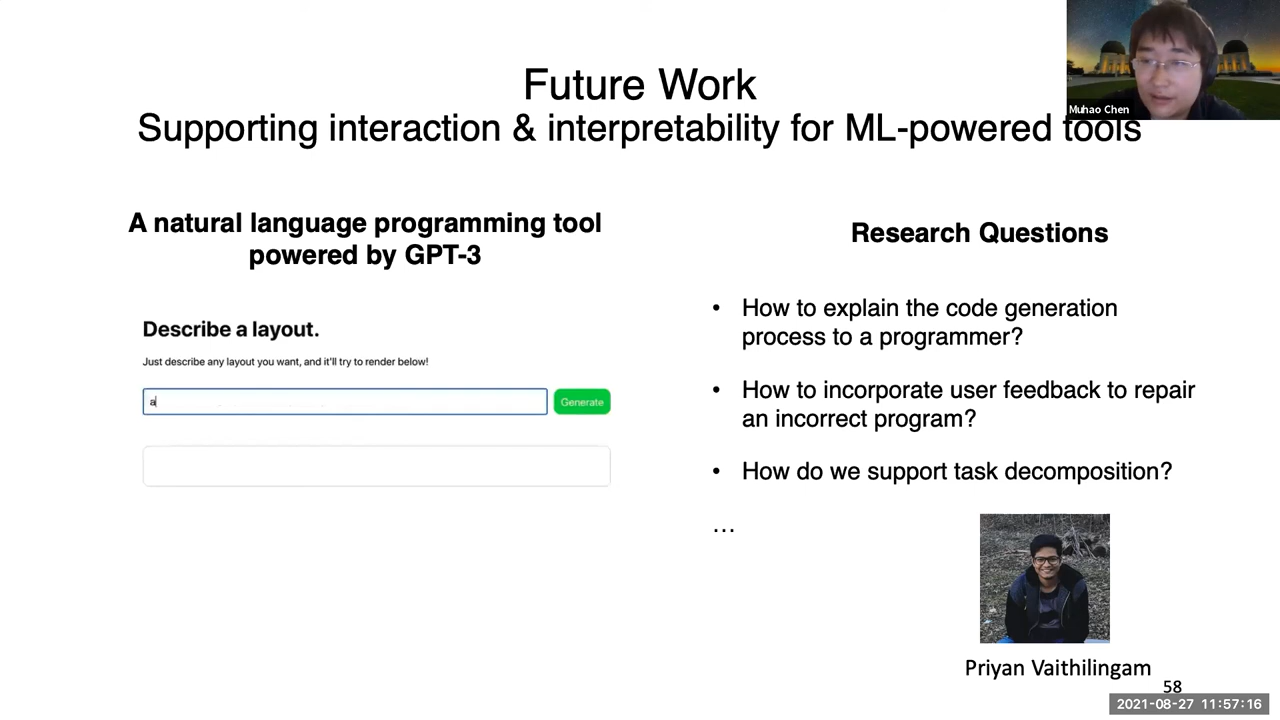 Muhao Chen
Future Work
Supporting interaction & interpretability for ML-powered tools
A natural language programming tool
powered by GPT-3
Describe a layout.
Just describe any layout you want, and it'll try to render below!
a
Generate
Research Questions
• How to explain the code generation
process to a programmer?
• How to incorporate user feedback to repair
an incorrect program?
• How do we support task decomposition?
…
Priyan Vaithilingam
58
2021-08-27 11:57:16